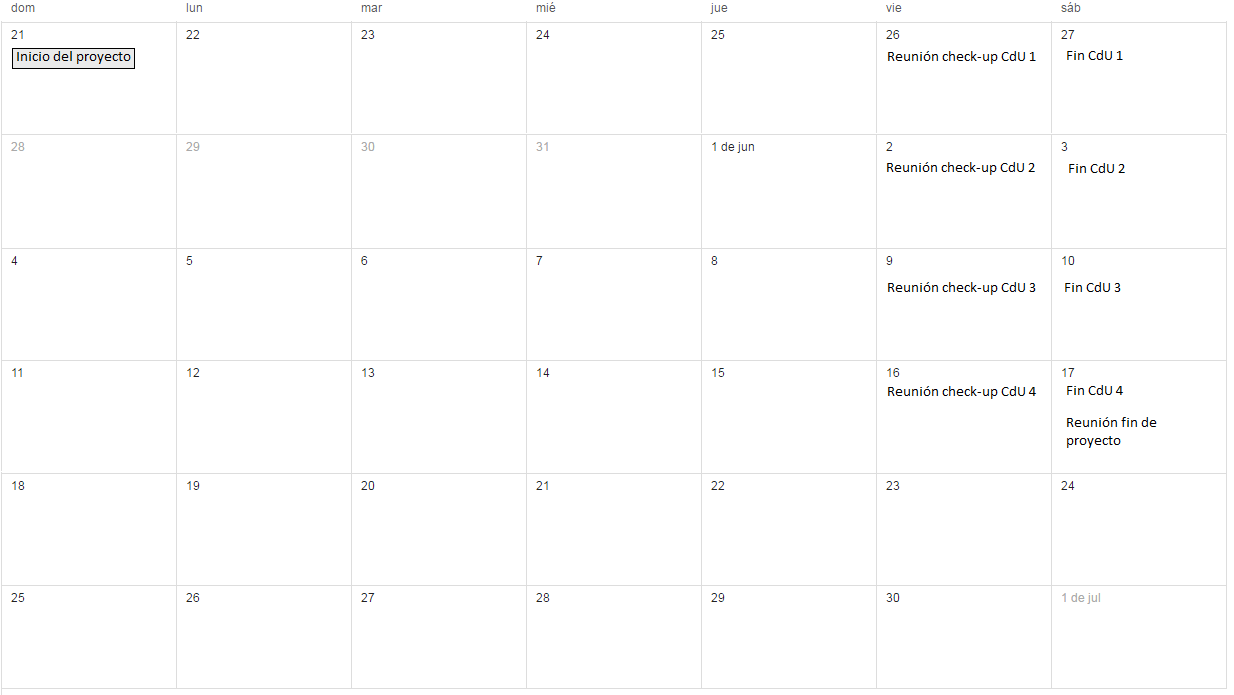 dom lun mar mié jue vie sáb
21 22 23 24 25 26 27
Inicio del proyecto Reunión check-up CdU 1 Fin CdU 1
28 29 30 31 1 de jun 2 3
Reunión check-up CdU 2 Fin CdU 2
4 5 6 7 8 9 10
Reunión check-up CdU 3 Fin CdU 3
11 12 13 14 15 16 17
Reunión check-up CdU 4 Fin CdU 4
Reunión fin de
proyecto
18 19 20 21 22 23 24
25 26 27 28 29 30 1 de jul